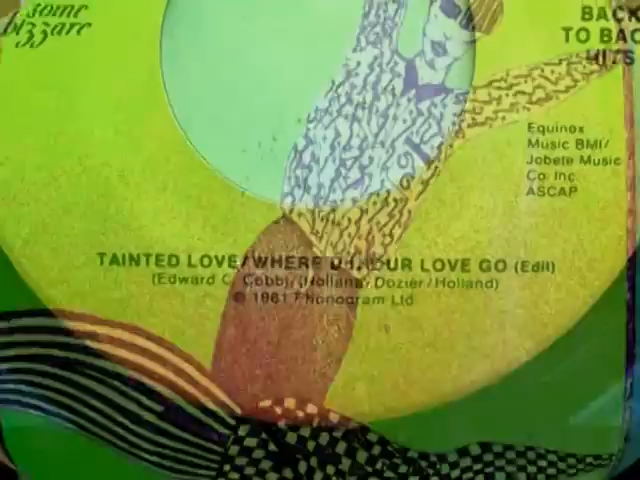 some
bizzare
BACK
TO BAC
HITS
Equinox
Music BMI/
Jobete Music
Co. Inc.
ASCAP
TAINTED LOVE/WHERE DID OUR LOVE GO (Edit)
(Edward C. Cobb)/(Holland/Dozier/Holland)
℗ 1981 Phonogram Ltd